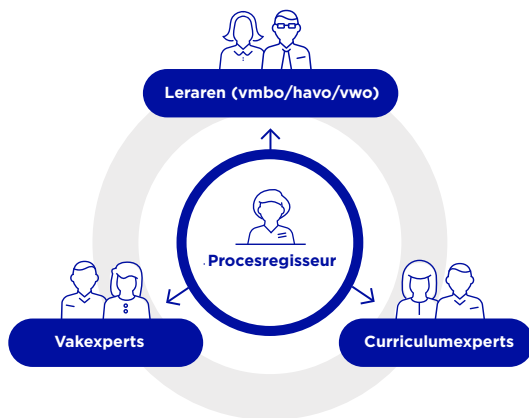 Leraren (vmbo/havo/vwo)
Procesregisseur
Vakexperts
Curriculumexperts